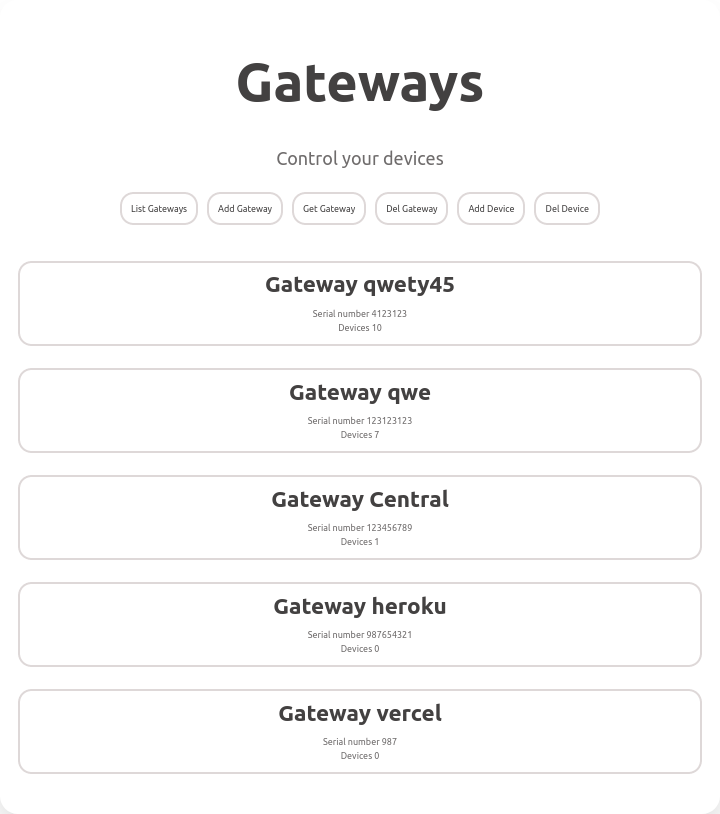 Gateways
Control your devices
List Gateways Add Gateway Get Gateway Del Gateway Add Device Del Device
Gateway qwety45
Serial number 4123123
Devices 10
Gateway qwe
Serial number 123123123
Devices 7
Gateway Central
Serial number 123456789
Devices 1
Gateway heroku
Serial number 987654321
Devices 0
Gateway vercel
Serial number 987
Devices 0